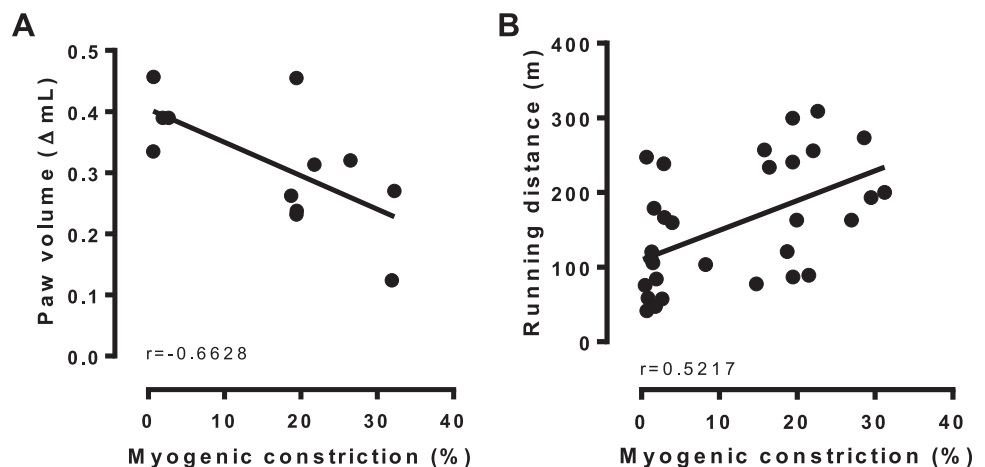 A
Paw volume (Δ mL)
0.5
0.4
0.3
0.2
0.1
0.0
r=-0.6628
0 10 20 30 40
Myogenic constriction (%)
B
Running distance (m)
400
300
200
100
0
r=0.5217
0 10 20 30 40
Myogenic constriction (%)